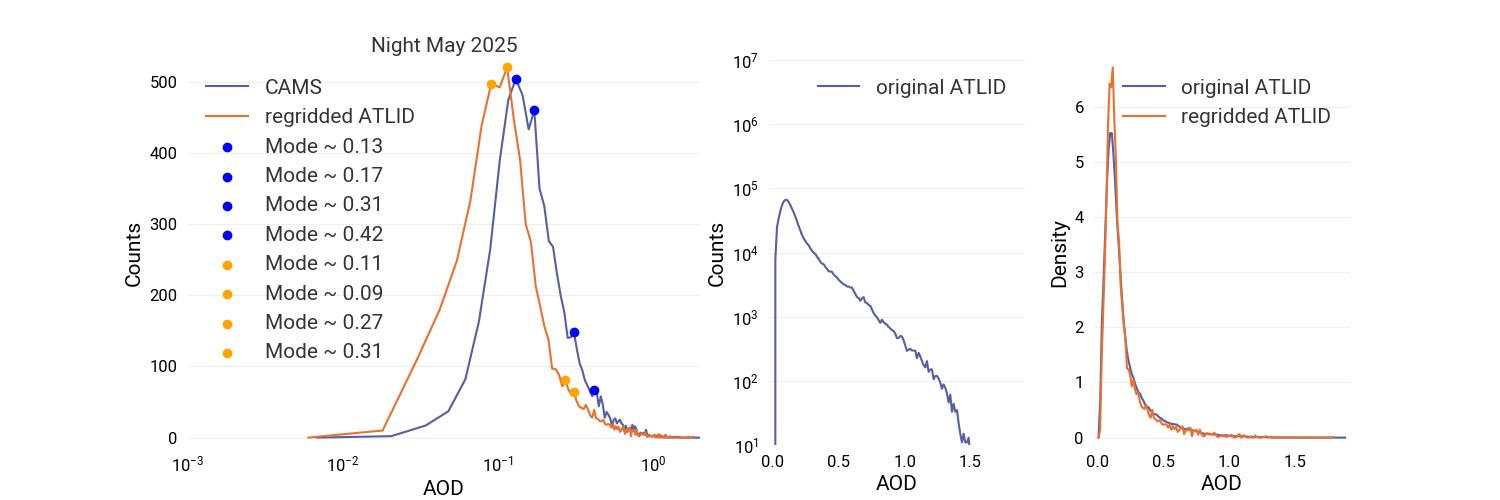 Night May 2025
CAMS
regridded ATLID
Mode ~ 0.13
Mode ~ 0.17
Mode ~ 0.31
Mode ~ 0.42
Mode ~ 0.11
Mode ~ 0.09
Mode ~ 0.27
Mode ~ 0.31
Counts
500
400
300
200
100
0
10⁻³ 10⁻² 10⁻¹ 10⁰
AOD
original ATLID
Counts
10⁷
10⁶
10⁵
10⁴
10³
10²
10¹
0.0 0.5 1.0 1.5
AOD
original ATLID
regridded ATLID
Density
6
5
4
3
2
1
0
0.0 0.5 1.0 1.5
AOD